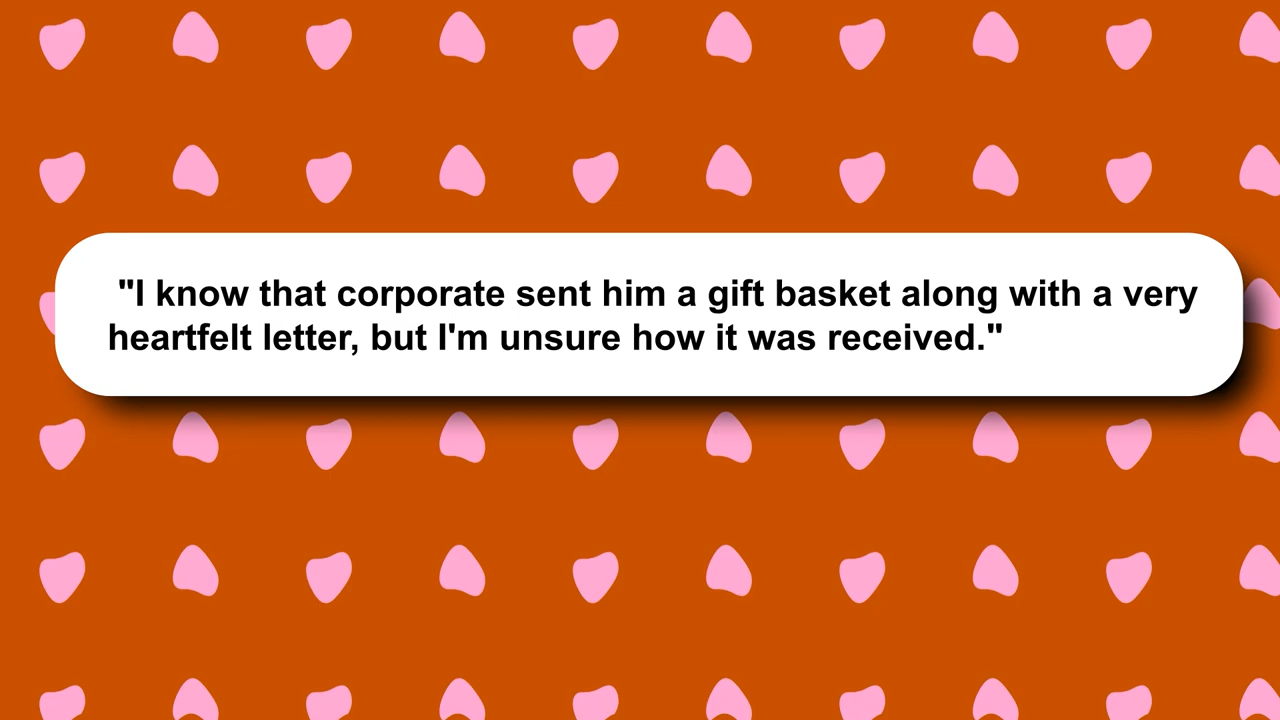 "I know that corporate sent him a gift basket along with a very
heartfelt letter, but I'm unsure how it was received."